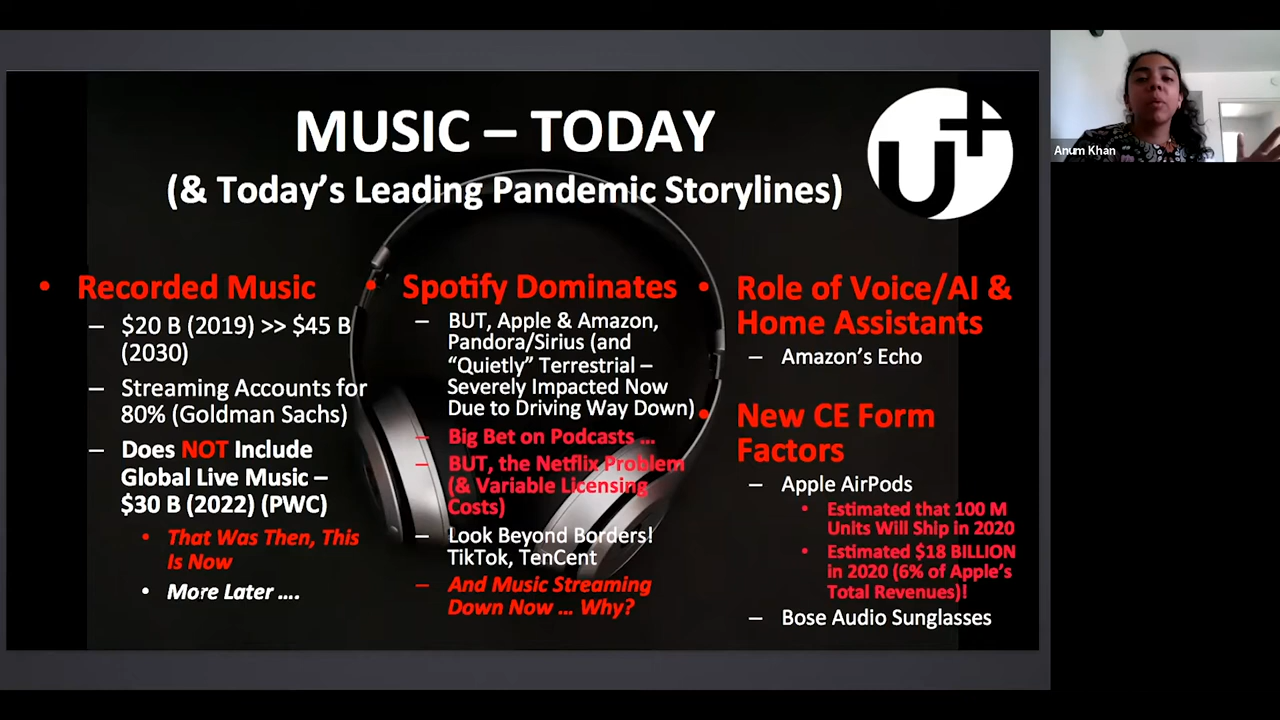 MUSIC – TODAY
(& Today's Leading Pandemic Storylines)
U+
Anum Khan
• Recorded Music
– $20 B (2019) >> $45 B
(2030)
– Streaming Accounts for
80% (Goldman Sachs)
– Does NOT Include
Global Live Music –
$30 B (2022) (PWC)
• That Was Then, This
Is Now
• More Later ....
• Spotify Dominates
– BUT, Apple & Amazon,
Pandora/Sirius (and
"Quietly" Terrestrial –
Severely Impacted Now
Due to Driving Way Down)
– Big Bet on Podcasts ...
– BUT, the Netflix Problem
(& Variable Licensing
Costs)
– Look Beyond Borders!
TikTok, TenCent
– And Music Streaming
Down Now ... Why?
• Role of Voice/AI &
Home Assistants
– Amazon's Echo
• New CE Form
Factors
– Apple AirPods
• Estimated that 100 M
Units Will Ship in 2020
• Estimated $18 BILLION
in 2020 (6% of Apple's
Total Revenues)!
– Bose Audio Sunglasses